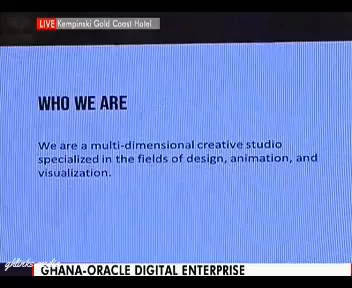 LIVE Kempinski Gold Coast Hotel
WHO WE ARE
We are a multi-dimensional creative studio
specialized in the fields of design, animation, and
visualization.
GHANA-ORACLE DIGITAL ENTERPRISE